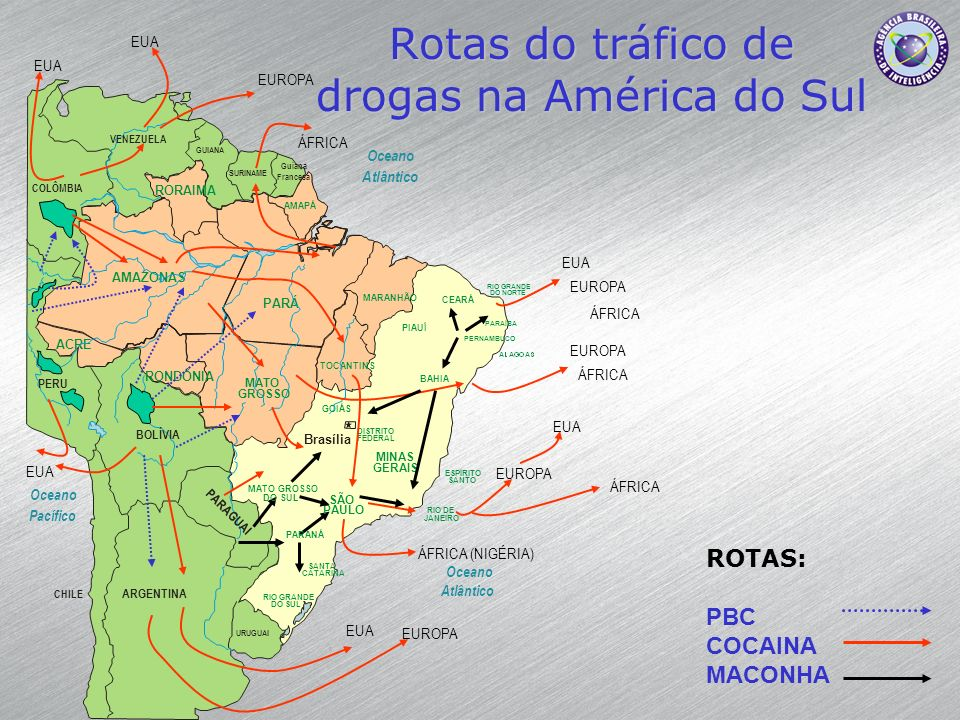 Rotas do tráfico de
drogas na América do Sul
AGÊNCIA BRASILEIRA
DE INTELIGÊNCIA
EUA
EUA
EUROPA
ÁFRICA
Oceano
Atlântico
VENEZUELA
GUIANA
SURINAME
Guiana
Francesa
COLÔMBIA
RORAIMA
AMAPÁ
AMAZONAS
PARÁ
MARANHÃO
CEARÁ
RIO GRANDE
DO NORTE
PARAÍBA
PIAUÍ
PERNAMBUCO
ALAGOAS
EUA
EUROPA
ÁFRICA
EUROPA
ÁFRICA
ACRE
RONDÔNIA
TOCANTINS
MATO
GROSSO
BAHIA
PERU
GOIÁS
BOLÍVIA
Brasília
DISTRITO
FEDERAL
MINAS
GERAIS
ESPÍRITO
SANTO
EUA
EUROPA
ÁFRICA
EUA
Oceano
Pacífico
PARAGUAI
MATO GROSSO
DO SUL
SÃO
PAULO
RIO DE
JANEIRO
PARANÁ
ÁFRICA (NIGÉRIA)
Oceano
Atlântico
SANTA
CATARINA
CHILE
ARGENTINA
RIO GRANDE
DO SUL
URUGUAI
EUA
EUROPA
ROTAS:
PBC
COCAINA
MACONHA